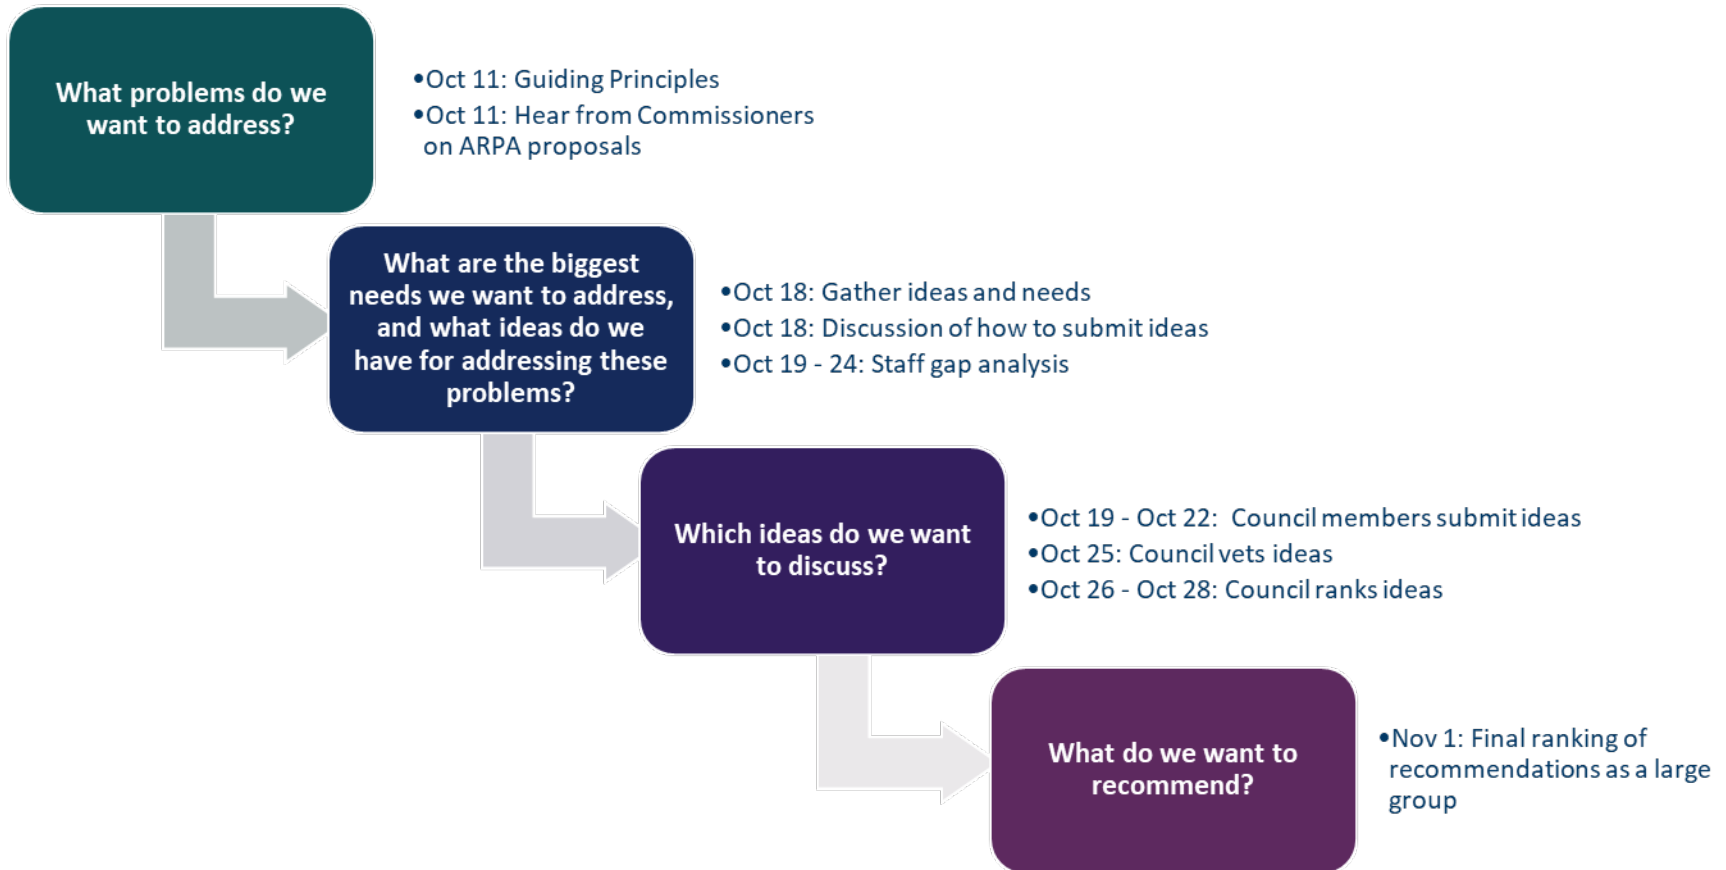 What problems do we
want to address?
•Oct 11: Guiding Principles
•Oct 11: Hear from Commissioners
on ARPA proposals
What are the biggest
needs we want to address,
and what ideas do we
have for addressing these
problems?
•Oct 18: Gather ideas and needs
•Oct 18: Discussion of how to submit ideas
•Oct 19 - 24: Staff gap analysis
Which ideas do we want
to discuss?
•Oct 19 - Oct 22:  Council members submit ideas
•Oct 25: Council vets ideas
•Oct 26 - Oct 28: Council ranks ideas
What do we want to
recommend?
•Nov 1: Final ranking of
recommendations as a large
group